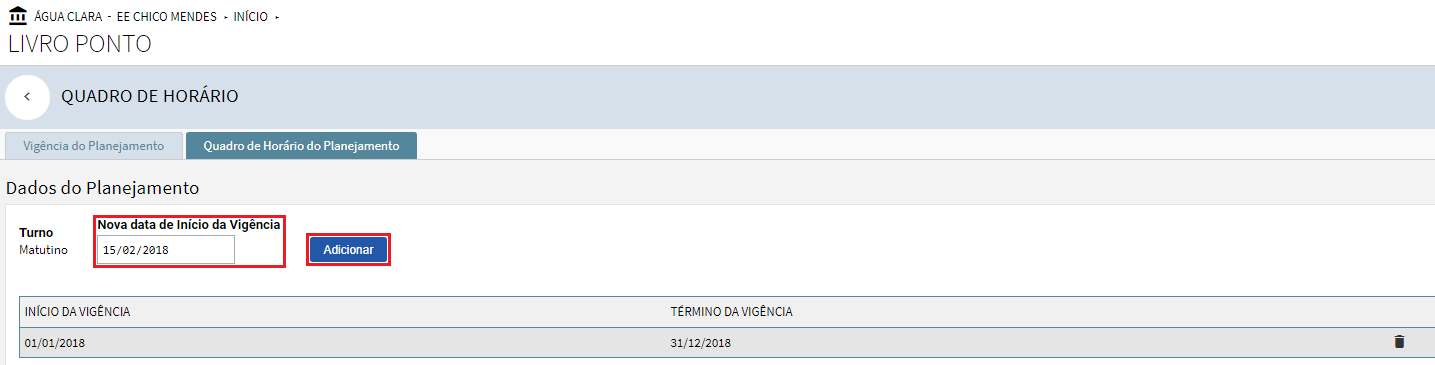 ÁGUA CLARA - EE CHICO MENDES ▸ INÍCIO ▸
LIVRO PONTO
QUADRO DE HORÁRIO
Vigência do Planejamento Quadro de Horário do Planejamento
Dados do Planejamento
Turno Nova data de Início da Vigência
Matutino 15/02/2018 Adicionar
INÍCIO DA VIGÊNCIA TÉRMINO DA VIGÊNCIA
01/01/2018 31/12/2018